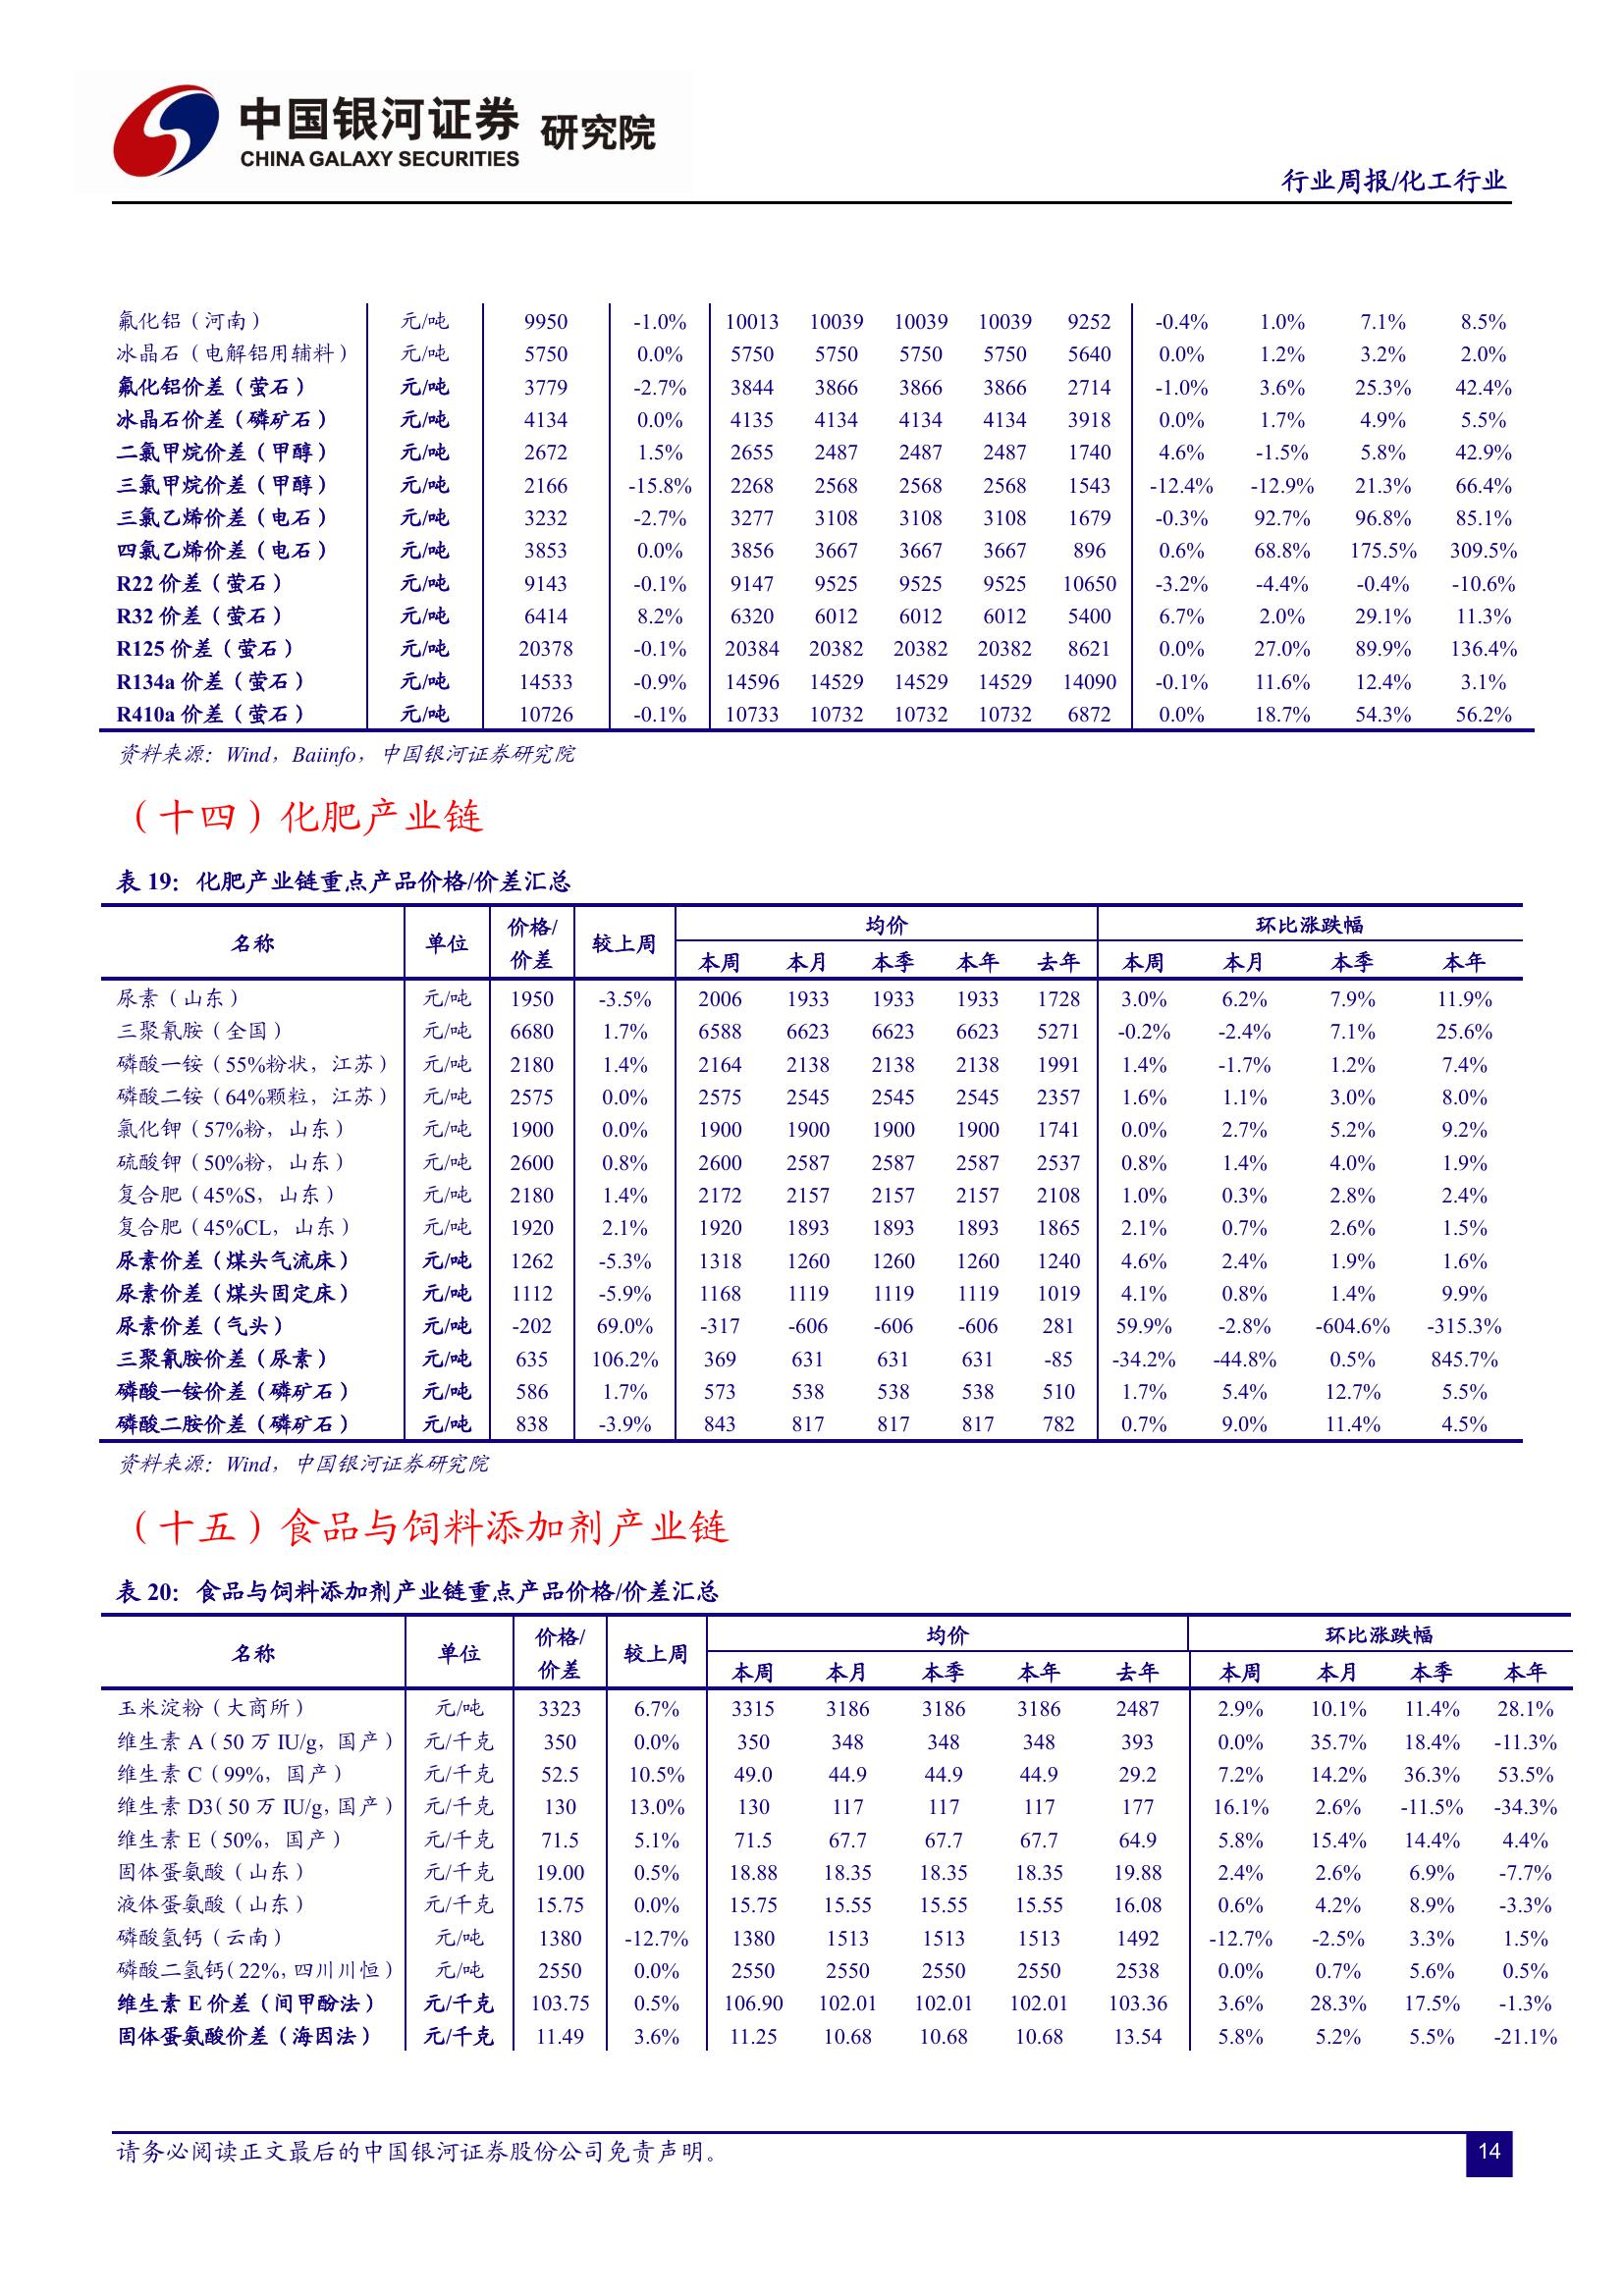 中国银河证券 研究院
CHINA GALAXY SECURITIES
行业周报/化工行业
氟化铝（河南） 元/吨 9950 -1.0% 10013 10039 10039 10039 9252 -0.4% 1.0% 7.1% 8.5%
冰晶石（电解铝用辅料） 元/吨 5750 0.0% 5750 5750 5750 5750 5640 0.0% 1.2% 3.2% 2.0%
氟化铝价差（萤石） 元/吨 3779 -2.7% 3844 3866 3866 3866 2714 -1.0% 3.6% 25.3% 42.4%
冰晶石价差（磷矿石） 元/吨 4134 0.0% 4135 4134 4134 4134 3918 0.0% 1.7% 4.9% 5.5%
二氯甲烷价差（甲醇） 元/吨 2672 1.5% 2655 2487 2487 2487 1740 4.6% -1.5% 5.8% 42.9%
三氯甲烷价差（甲醇） 元/吨 2166 -15.8% 2268 2568 2568 2568 1543 -12.4% -12.9% 21.3% 66.4%
三氯乙烯价差（电石） 元/吨 3232 -2.7% 3277 3108 3108 3108 1679 -0.3% 92.7% 96.8% 85.1%
四氯乙烯价差（电石） 元/吨 3853 0.0% 3856 3667 3667 3667 896 0.6% 68.8% 175.5% 309.5%
R22 价差（萤石） 元/吨 9143 -0.1% 9147 9525 9525 9525 10650 -3.2% -4.4% -0.4% -10.6%
R32 价差（萤石） 元/吨 6414 8.2% 6320 6012 6012 6012 5400 6.7% 2.0% 29.1% 11.3%
R125 价差（萤石） 元/吨 20378 -0.1% 20384 20382 20382 20382 8621 0.0% 27.0% 89.9% 136.4%
R134a 价差（萤石） 元/吨 14533 -0.9% 14596 14529 14529 14529 14090 -0.1% 11.6% 12.4% 3.1%
R410a 价差（萤石） 元/吨 10726 -0.1% 10733 10732 10732 10732 6872 0.0% 18.7% 54.3% 56.2%
资料来源：Wind，Baiinfo，中国银河证券研究院
（十四）化肥产业链
表 19：化肥产业链重点产品价格/价差汇总
名称 单位 价格/价差 较上周 均价 环比涨跌幅
本周 本月 本季 本年 去年 本周 本月 本季 本年
尿素（山东） 元/吨 1950 -3.5% 2006 1933 1933 1933 1728 3.0% 6.2% 7.9% 11.9%
三聚氰胺（全国） 元/吨 6680 1.7% 6588 6623 6623 6623 5271 -0.2% -2.4% 7.1% 25.6%
磷酸一铵（55%粉状，江苏） 元/吨 2180 1.4% 2164 2138 2138 2138 1991 1.4% -1.7% 1.2% 7.4%
磷酸二铵（64%颗粒，江苏） 元/吨 2575 0.0% 2575 2545 2545 2545 2357 1.6% 1.1% 3.0% 8.0%
氯化钾（57%粉，山东） 元/吨 1900 0.0% 1900 1900 1900 1900 1741 0.0% 2.7% 5.2% 9.2%
硫酸钾（50%粉，山东） 元/吨 2600 0.8% 2600 2587 2587 2587 2537 0.8% 1.4% 4.0% 1.9%
复合肥（45%S，山东） 元/吨 2180 1.4% 2172 2157 2157 2157 2108 1.0% 0.3% 2.8% 2.4%
复合肥（45%CL，山东） 元/吨 1920 2.1% 1920 1893 1893 1893 1865 2.1% 0.7% 2.6% 1.5%
尿素价差（煤头气流床） 元/吨 1262 -5.3% 1318 1260 1260 1260 1240 4.6% 2.4% 1.9% 1.6%
尿素价差（煤头固定床） 元/吨 1112 -5.9% 1168 1119 1119 1119 1019 4.1% 0.8% 1.4% 9.9%
尿素价差（气头） 元/吨 -202 69.0% -317 -606 -606 -606 281 59.9% -2.8% -604.6% -315.3%
三聚氰胺价差（尿素） 元/吨 635 106.2% 369 631 631 631 -85 -34.2% -44.8% 0.5% 845.7%
磷酸一铵价差（磷矿石） 元/吨 586 1.7% 573 538 538 538 510 1.7% 5.4% 12.7% 5.5%
磷酸二胺价差（磷矿石） 元/吨 838 -3.9% 843 817 817 817 782 0.7% 9.0% 11.4% 4.5%
资料来源：Wind，中国银河证券研究院
（十五）食品与饲料添加剂产业链
表 20：食品与饲料添加剂产业链重点产品价格/价差汇总
名称 单位 价格/价差 较上周 均价 环比涨跌幅
本周 本月 本季 本年 去年 本周 本月 本季 本年
玉米淀粉（大商所） 元/吨 3323 6.7% 3315 3186 3186 3186 2487 2.9% 10.1% 11.4% 28.1%
维生素 A（50 万 IU/g，国产） 元/千克 350 0.0% 350 348 348 348 393 0.0% 35.7% 18.4% -11.3%
维生素 C（99%，国产） 元/千克 52.5 10.5% 49.0 44.9 44.9 44.9 29.2 7.2% 14.2% 36.3% 53.5%
维生素 D3（50 万 IU/g，国产） 元/千克 130 13.0% 130 117 117 117 177 16.1% 2.6% -11.5% -34.3%
维生素 E（50%，国产） 元/千克 71.5 5.1% 71.5 67.7 67.7 67.7 64.9 5.8% 15.4% 14.4% 4.4%
固体蛋氨酸（山东） 元/千克 19.00 0.5% 18.88 18.35 18.35 18.35 19.88 2.4% 2.6% 6.9% -7.7%
液体蛋氨酸（山东） 元/千克 15.75 0.0% 15.75 15.55 15.55 15.55 16.08 0.6% 4.2% 8.9% -3.3%
磷酸氢钙（云南） 元/吨 1380 -12.7% 1380 1513 1513 1513 1492 -12.7% -2.5% 3.3% 1.5%
磷酸二氢钙（22%，四川川恒） 元/吨 2550 0.0% 2550 2550 2550 2550 2538 0.0% 0.7% 5.6% 0.5%
维生素 E 价差（间甲酚法） 元/千克 103.75 0.5% 106.90 102.01 102.01 102.01 103.36 3.6% 28.3% 17.5% -1.3%
固体蛋氨酸价差（海因法） 元/千克 11.49 3.6% 11.25 10.68 10.68 10.68 13.54 5.8% 5.2% 5.5% -21.1%
请务必阅读正文最后的中国银河证券股份公司免责声明。 14